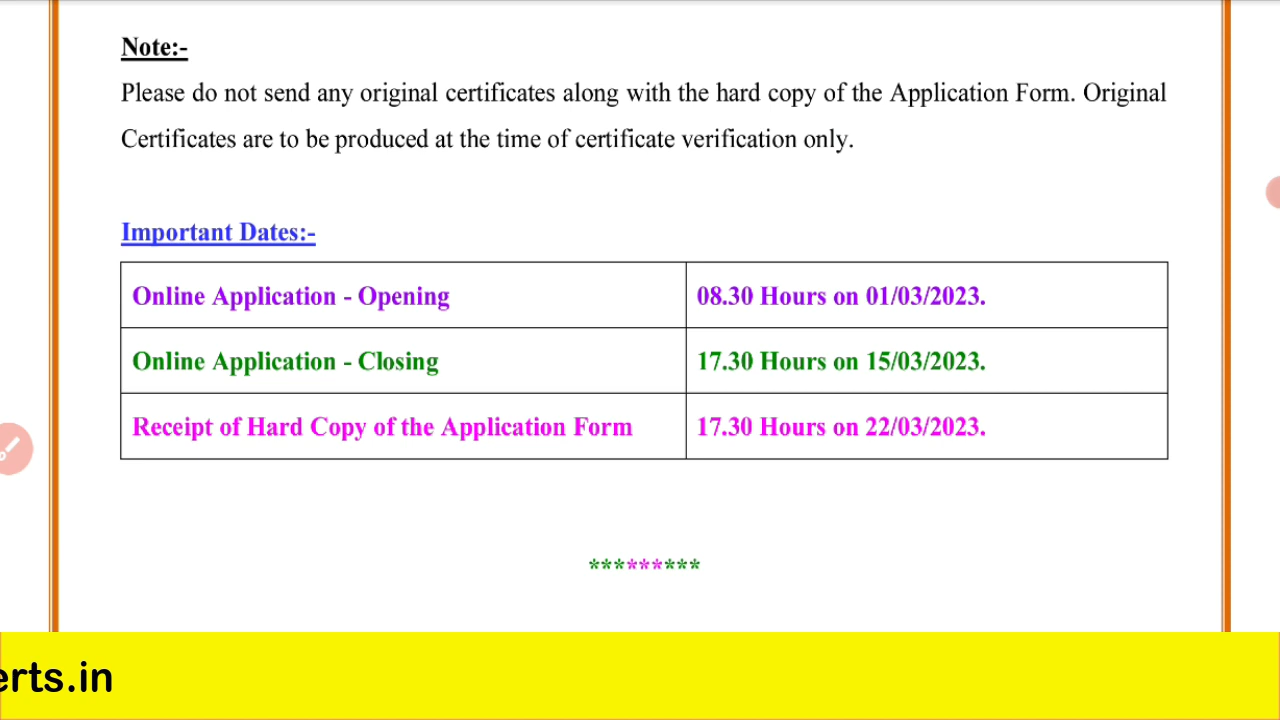 Note:-
Please do not send any original certificates along with the hard copy of the Application Form. Original
Certificates are to be produced at the time of certificate verification only.
Important Dates:-
Online Application - Opening 08.30 Hours on 01/03/2023.
Online Application - Closing 17.30 Hours on 15/03/2023.
Receipt of Hard Copy of the Application Form 17.30 Hours on 22/03/2023.
*********
erts.in